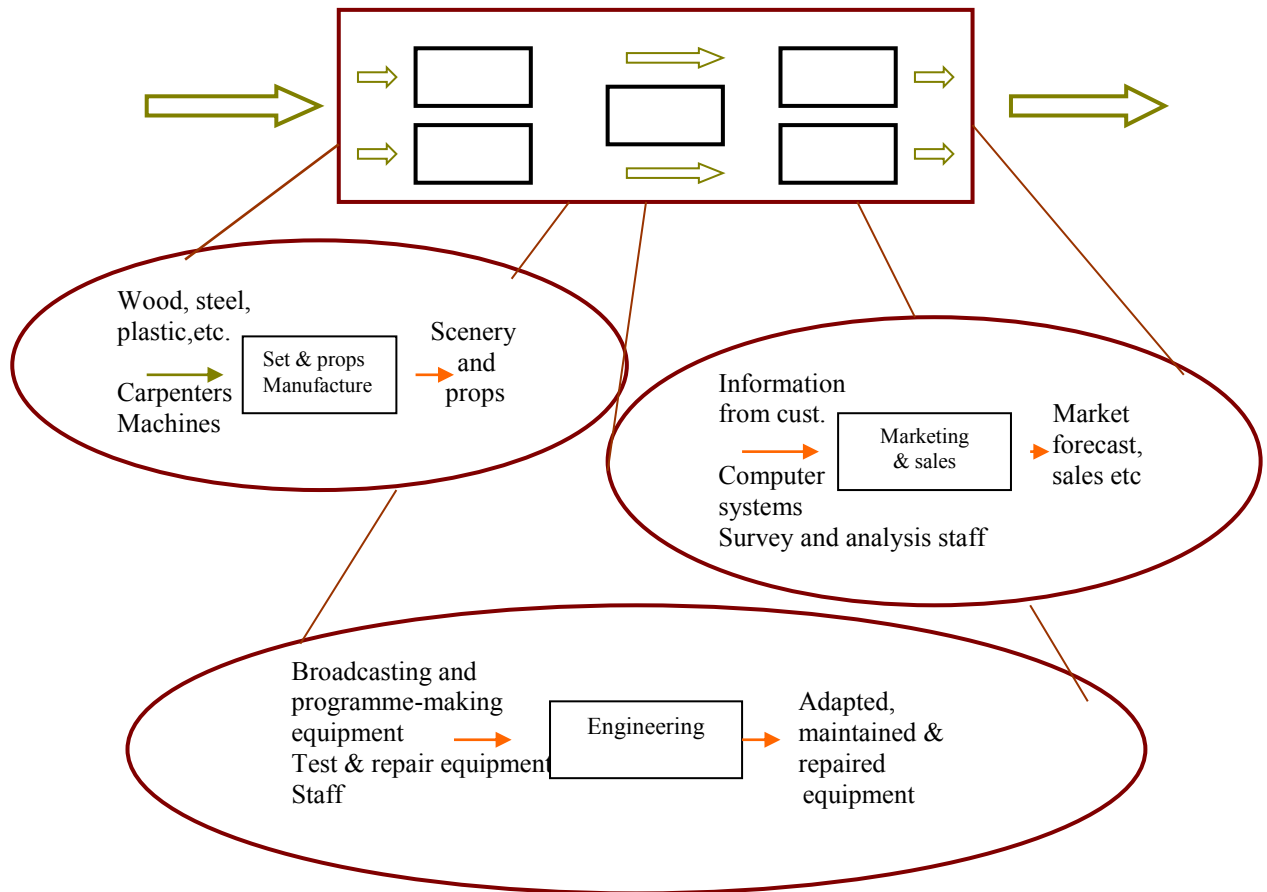 Wood, steel,
plastic,etc.
Carpenters
Machines
Set & props
Manufacture
Scenery
and
props
Information
from cust.
Computer
systems
Survey and analysis staff
Marketing
& sales
Market
forecast,
sales etc
Broadcasting and
programme-making
equipment
Test & repair equipment
Staff
Engineering
Adapted,
maintained &
repaired
equipment